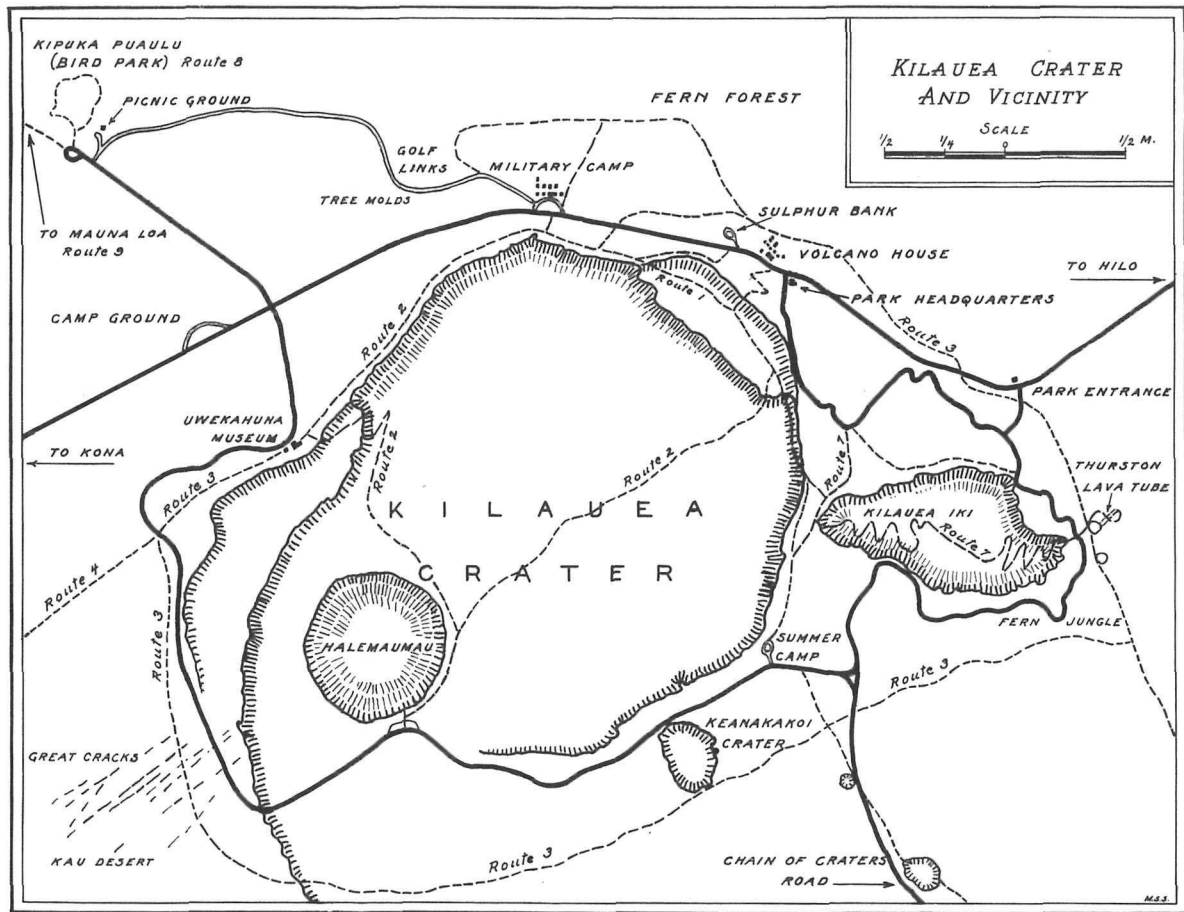 KIPUKA PUAULU
(BIRD PARK) Route 8
PICNIC GROUND
FERN FOREST
KILAUEA CRATER
AND VICINITY
SCALE
1/2 1/4 0 1/2 M.
GOLF
LINKS
MILITARY CAMP
TREE MOLDS
SULPHUR BANK
TO MAUNA LOA
Route 9
VOLCANO HOUSE
TO HILO
Route 1
PARK HEADQUARTERS
CAMP GROUND
Route 2
Route 3
PARK ENTRANCE
UWEKAHUNA
MUSEUM
TO KONA
Route 2
Route 2
Route 7
THURSTON
LAVA TUBE
Route 3
KILAUEA
CRATER
KILAUEA IKI
Route 7
Route 4
Route 3
HALEMAUMAU
SUMMER
CAMP
FERN JUNGLE
Route 3
KEANAKAKOI
CRATER
GREAT CRACKS
KAU DESERT
Route 3
CHAIN OF CRATERS
ROAD
M.S.S.